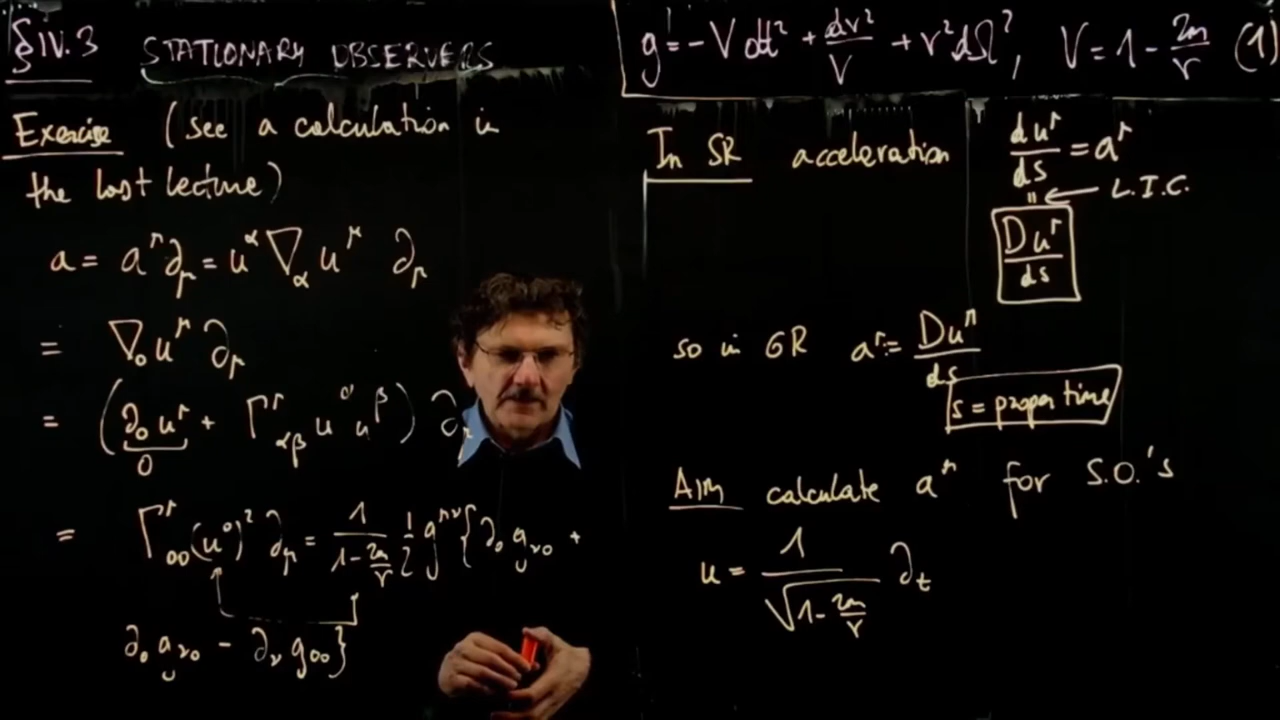 §IV.3 STATIONARY OBSERVERS
Exercise (see a calculation in
the last lecture)
a = a^μ ∂_μ = u^α ∇_α u^μ ∂_μ
= ∇_0 u^μ ∂_μ
= (∂_0 u^μ + Γ^μ_αβ u^α u^β) ∂_μ
0
= Γ^μ_00 (u^0)^2 ∂_μ = 1/(1-2m/r) 1/2 g^μν {∂_0 g_ν0 +
∂_0 g_ν0 - ∂_ν g_00}
g = -V dt² + dr²/V + r² dΩ², V = 1 - 2m/r (1)
In SR acceleration du^μ/ds = a^μ
= ← L.I.C.
Du^μ/ds
so in GR a^μ := Du^μ/ds
s = proper time
AIM calculate a^μ for S.O.'s
u = 1/√(1-2m/r) ∂_t